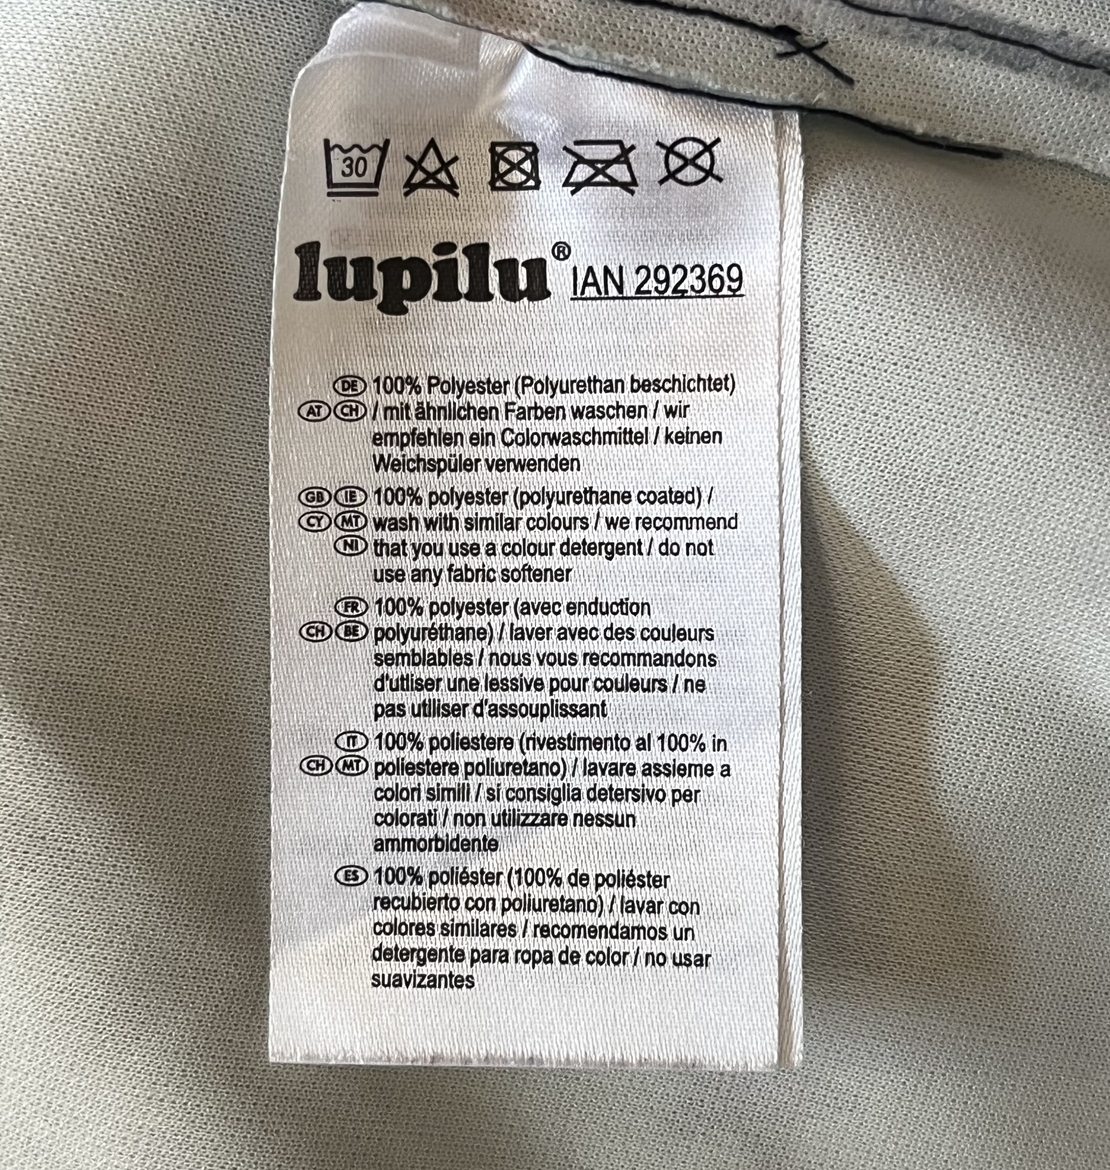 30
lupilu® IAN 292369
DE 100% Polyester (Polyurethan beschichtet)
AT CH / mit ähnlichen Farben waschen / wir
empfehlen ein Colorwaschmittel / keinen
Weichspüler verwenden
GB IE 100% polyester (polyurethane coated) /
CY MT wash with similar colours / we recommend
NI that you use a colour detergent / do not
use any fabric softener
FR 100% polyester (avec enduction
CH BE polyuréthane) / laver avec des couleurs
semblables / nous vous recommandons
d'utliser une lessive pour couleurs / ne
pas utiliser d'assouplissant
IT 100% poliestere (rivestimento al 100% in
CH MT poliestere poliuretano) / lavare assieme a
colori simili / si consiglia detersivo per
colorati / non utilizzare nessun
ammorbidente
ES 100% poliéster (100% de poliéster
recubierto con poliuretano) / lavar con
colores similares / recomendamos un
detergente para ropa de color / no usar
suavizantes